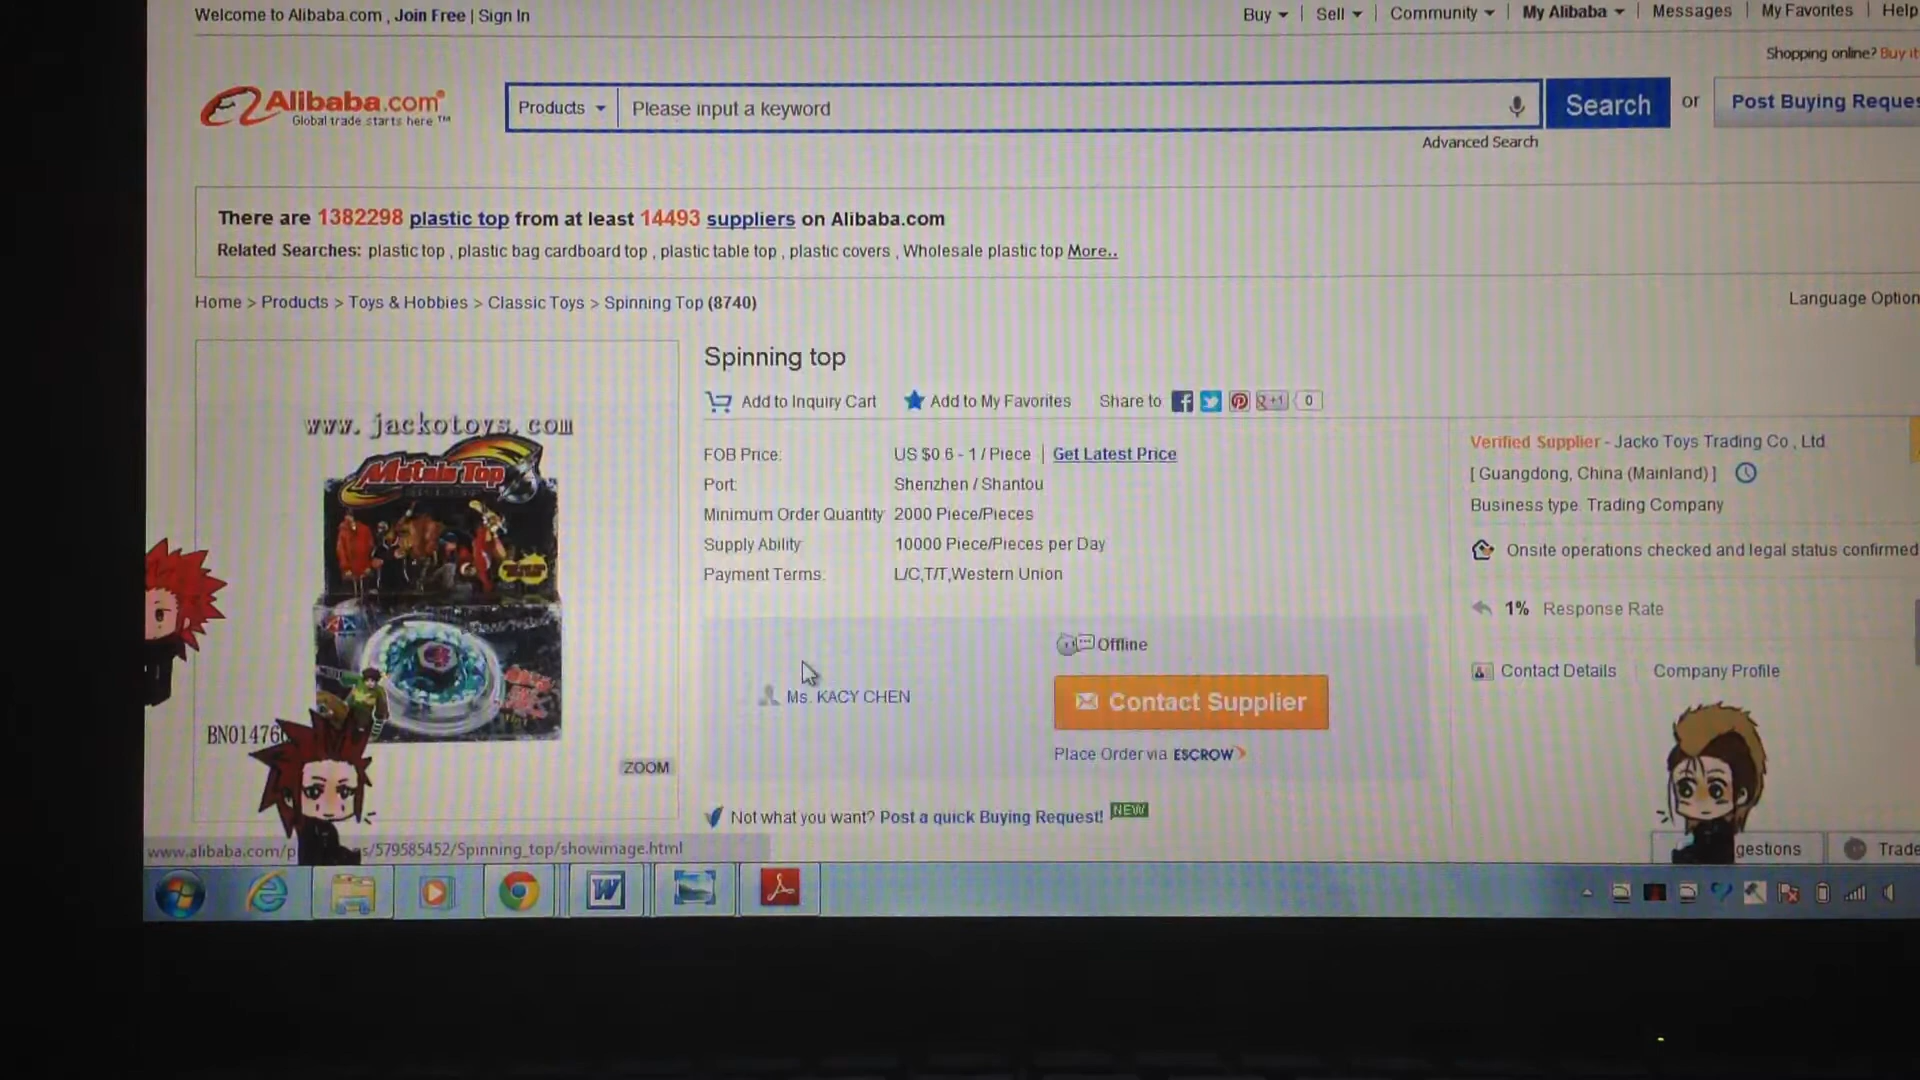 Welcome to Alibaba.com , Join Free | Sign In
Buy
Sell
Community
My Alibaba
Messages
My Favorites
Help
Shopping online? Buy it
Alibaba.com
Global trade starts here ™
Products
Please input a keyword
Search
or
Post Buying Reques
Advanced Search
There are 1382298 plastic top from at least 14493 suppliers on Alibaba.com
Related Searches: plastic top , plastic bag cardboard top , plastic table top , plastic covers , Wholesale plastic top More..
Home > Products > Toys & Hobbies > Classic Toys > Spinning Top (8740)
Language Option
Spinning top
Add to Inquiry Cart
Add to My Favorites
Share to
+1
0
www.jackotoys.com
Metals Top
BN01476
ZOOM
FOB Price: US $0.6 - 1 / Piece | Get Latest Price
Port: Shenzhen / Shantou
Minimum Order Quantity: 2000 Piece/Pieces
Supply Ability: 10000 Piece/Pieces per Day
Payment Terms: L/C,T/T,Western Union
Ms. KACY CHEN
Offline
Contact Supplier
Place Order via ESCROW
Not what you want? Post a quick Buying Request! NEW
Verified Supplier - Jacko Toys Trading Co., Ltd.
[ Guangdong, China (Mainland) ]
Business type: Trading Company
Onsite operations checked and legal status confirmed
1% Response Rate
Contact Details
Company Profile
gestions
Trade
www.alibaba.com/p
s/579585452/Spinning_top/showimage.html